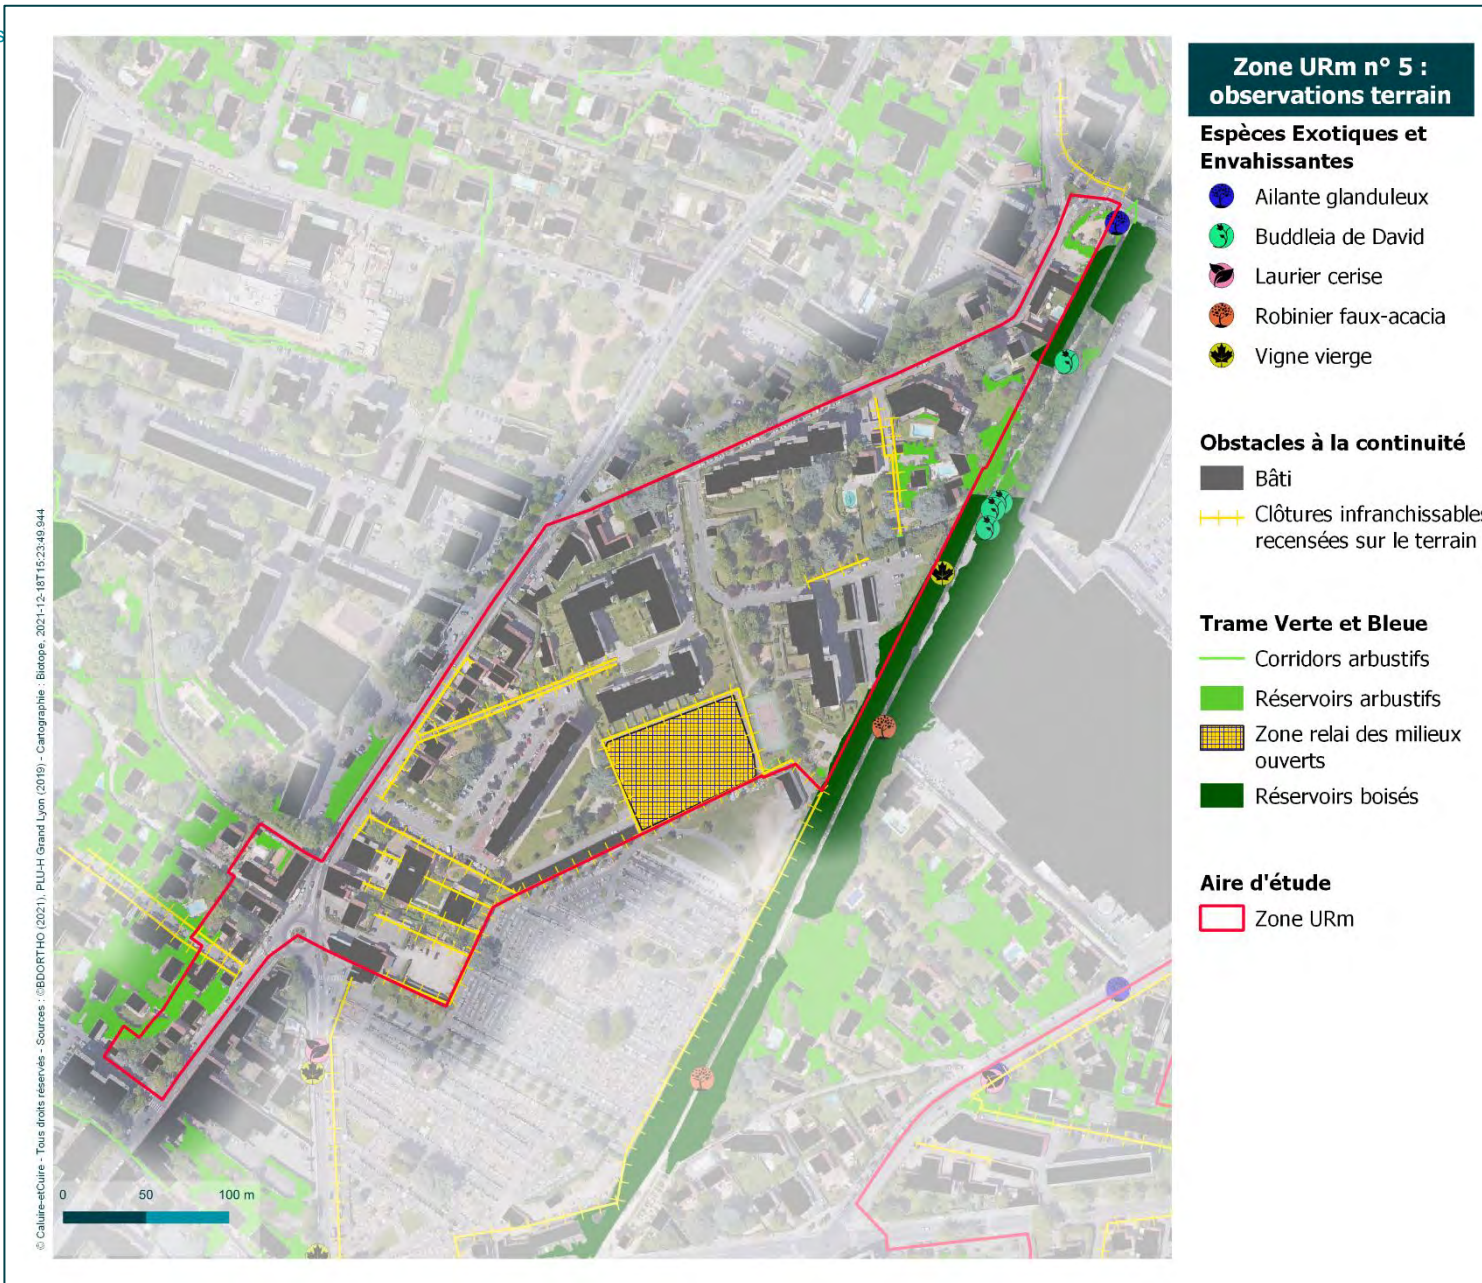 s
Zone URm n° 5 :
observations terrain
Espèces Exotiques et
Envahissantes
Ailante glanduleux
Buddleia de David
Laurier cerise
Robinier faux-acacia
Vigne vierge
Obstacles à la continuité
Bâti
Clôtures infranchissables
recensées sur le terrain
Trame Verte et Bleue
Corridors arbustifs
Réservoirs arbustifs
Zone relai des milieux
ouverts
Réservoirs boisés
Aire d'étude
Zone URm
0 50 100 m
© Caluire-etCuire - Tous droits réservés - Sources : ©BDORTHO (2021), PLU-H Grand Lyon (2019) - Cartographie : Biotope, 2021-12-18T15:23:49.944